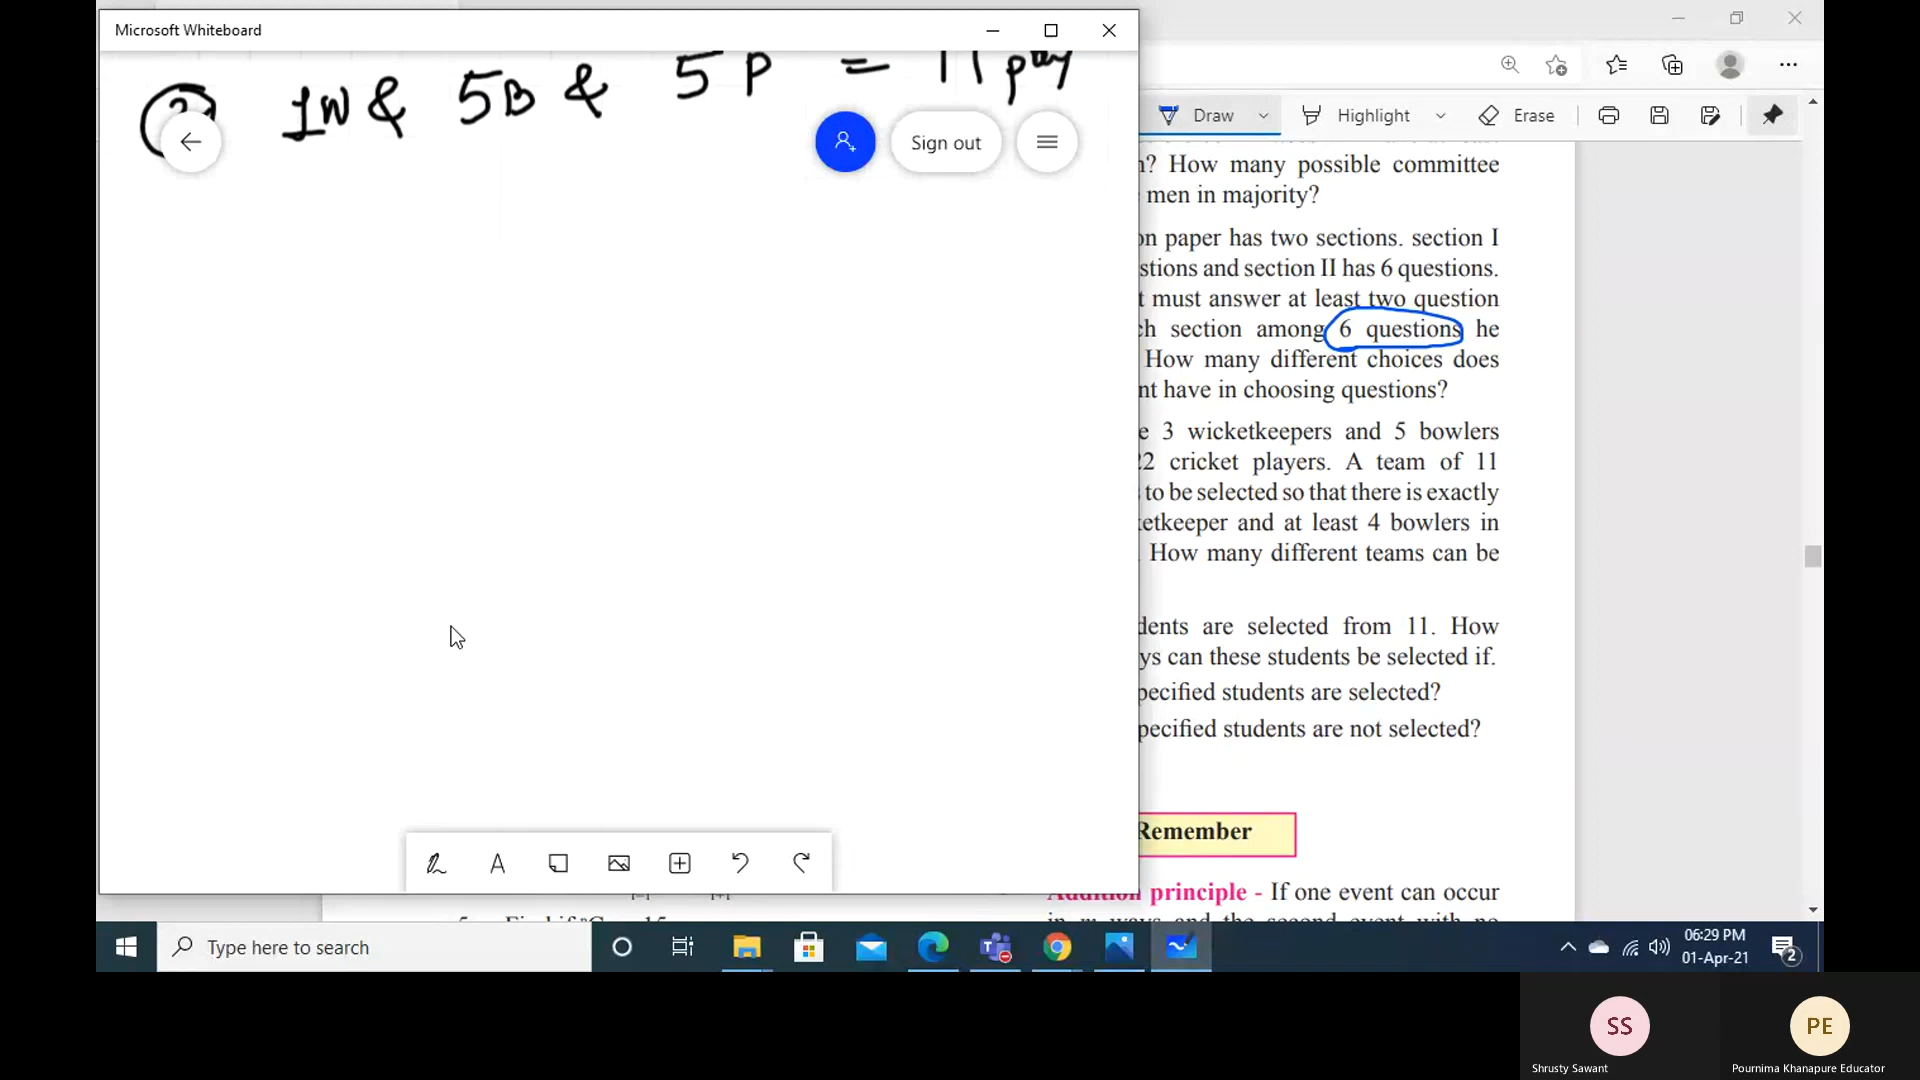 Microsoft Whiteboard
② 1W & 5B & 5P = 11 play
Sign out
Draw
Highlight
Erase
? How many possible committee
men in majority?
on paper has two sections. section I
stions and section II has 6 questions.
t must answer at least two question
ch section among 6 questions he
How many different choices does
nt have in choosing questions?
e 3 wicketkeepers and 5 bowlers
22 cricket players. A team of 11
to be selected so that there is exactly
etkeeper and at least 4 bowlers in
. How many different teams can be
dents are selected from 11. How
ys can these students be selected if.
pecified students are selected?
pecified students are not selected?
Remember
Addition principle - If one event can occur
Type here to search
06:29 PM
01-Apr-21
2
SS
PE
Shrusty Sawant
Pournima Khanapure Educator